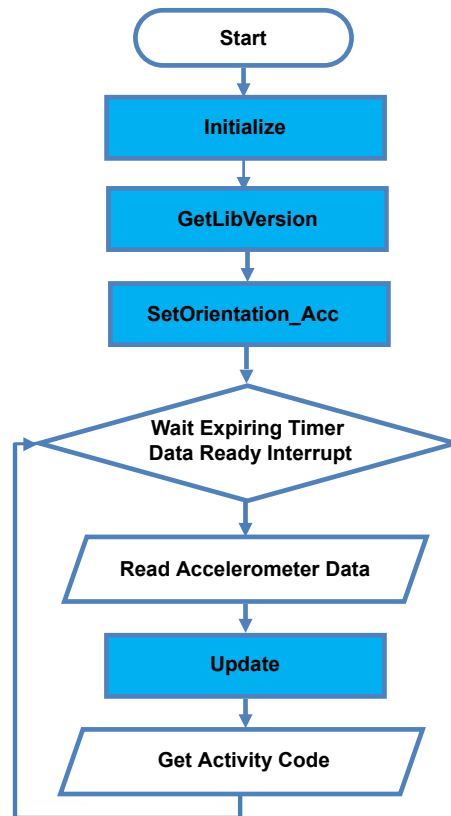 Start
Initialize
GetLibVersion
SetOrientation_Acc
Wait Expiring Timer
Data Ready Interrupt
Read Accelerometer Data
Update
Get Activity Code